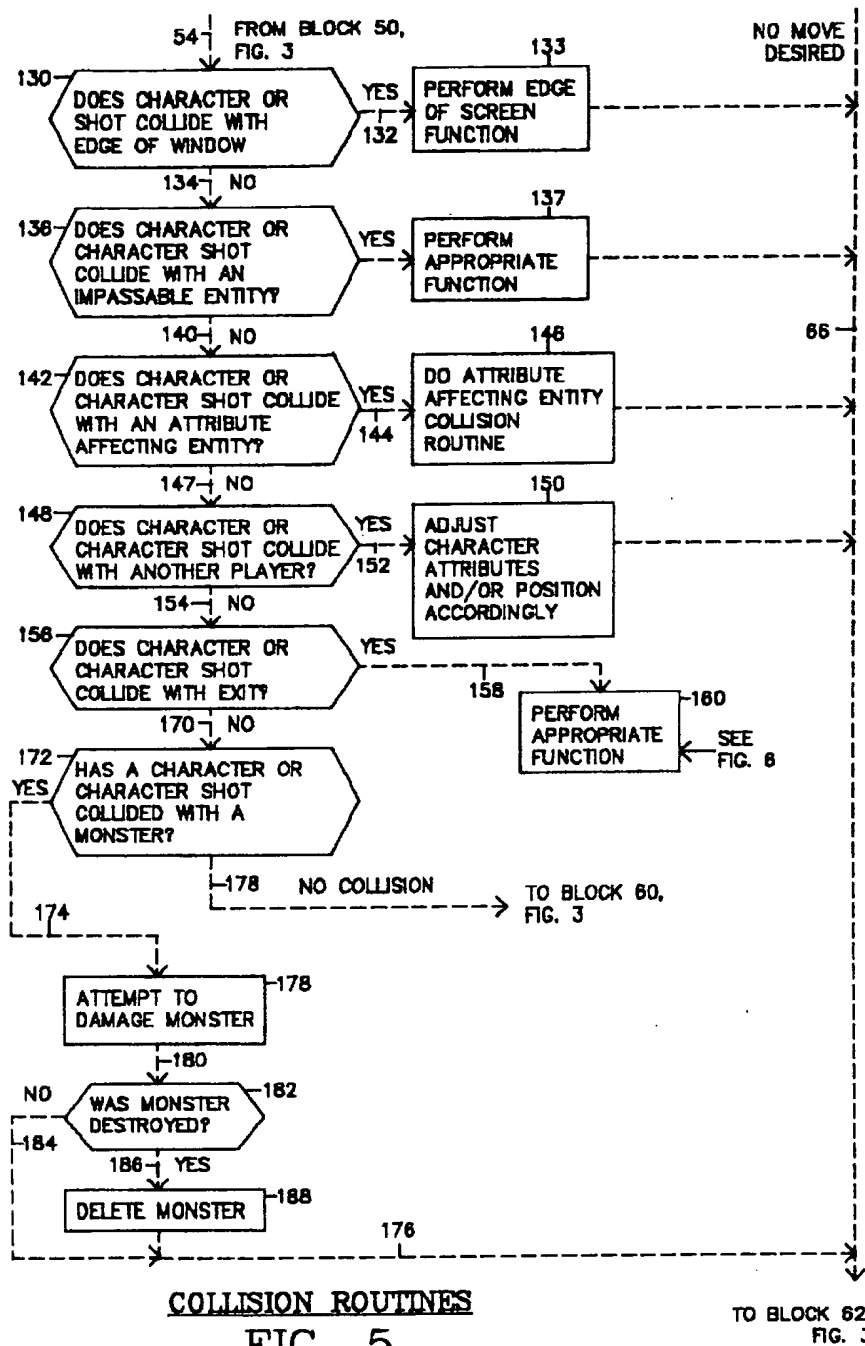 54
FROM BLOCK 50,
FIG. 3
NO MOVE
DESIRED
130
DOES CHARACTER OR
SHOT COLLIDE WITH
EDGE OF WINDOW
YES
132
133
PERFORM EDGE
OF SCREEN
FUNCTION
134
NO
136
DOES CHARACTER OR
CHARACTER SHOT
COLLIDE WITH AN
IMPASSABLE ENTITY?
YES
137
PERFORM
APPROPRIATE
FUNCTION
66
140
NO
142
DOES CHARACTER OR
CHARACTER SHOT COLLIDE
WITH AN ATTRIBUTE
AFFECTING ENTITY?
YES
144
146
DO ATTRIBUTE
AFFECTING ENTITY
COLLISION
ROUTINE
147
NO
148
DOES CHARACTER OR
CHARACTER SHOT COLLIDE
WITH ANOTHER PLAYER?
YES
152
150
ADJUST
CHARACTER
ATTRIBUTES
AND/OR POSITION
ACCORDINGLY
154
NO
156
DOES CHARACTER OR
CHARACTER SHOT
COLLIDE WITH EXIT?
YES
158
160
PERFORM
APPROPRIATE
FUNCTION
SEE
FIG. 6
170
NO
172
HAS A CHARACTER OR
CHARACTER SHOT
COLLIDED WITH A
MONSTER?
YES
178
NO COLLISION
TO BLOCK 60,
FIG. 3
174
178
ATTEMPT TO
DAMAGE MONSTER
180
182
WAS MONSTER
DESTROYED?
NO
184
186
YES
188
DELETE MONSTER
176
COLLISION ROUTINES
FIG. 5
TO BLOCK 62
FIG. 3